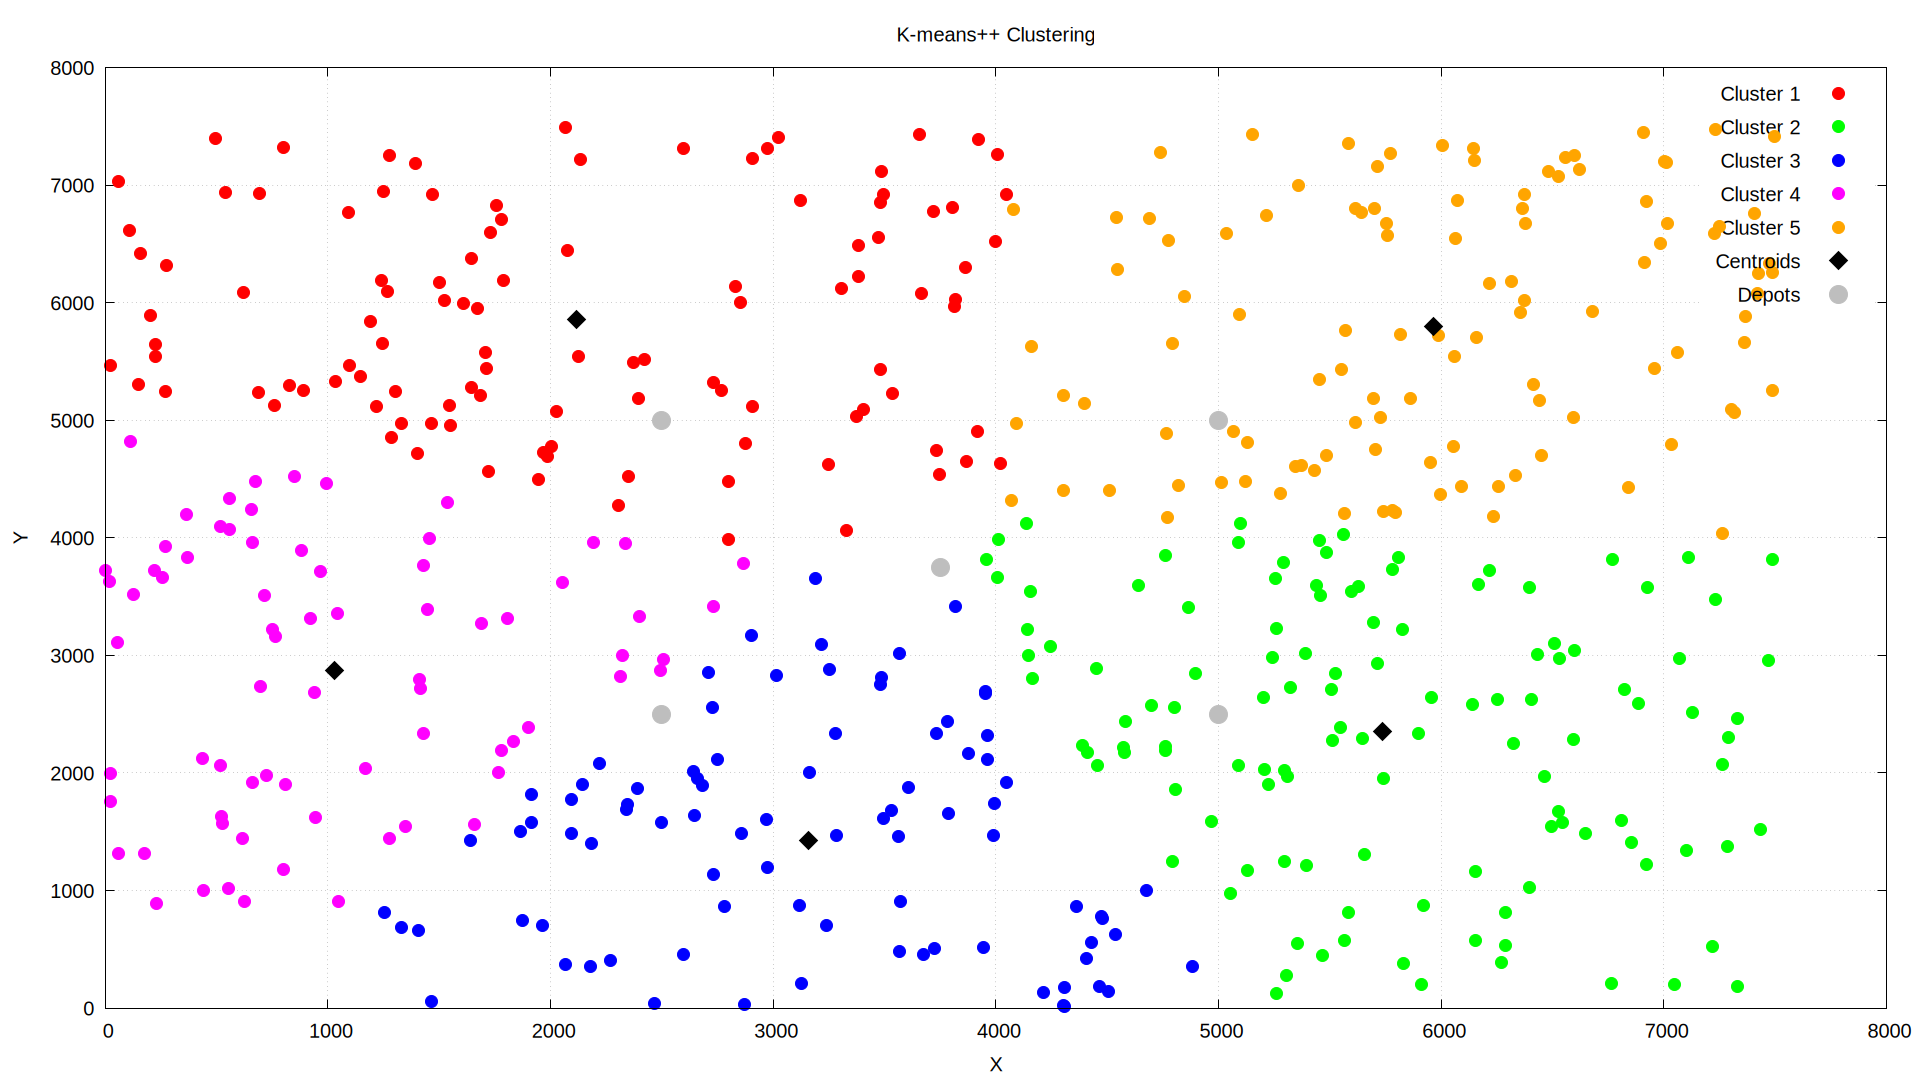 K-means++ Clustering
8000
7000
6000
5000
4000
3000
2000
1000
0
Y
Cluster 1
Cluster 2
Cluster 3
Cluster 4
Cluster 5
Centroids
Depots
0 1000 2000 3000 4000 5000 6000 7000 8000
X